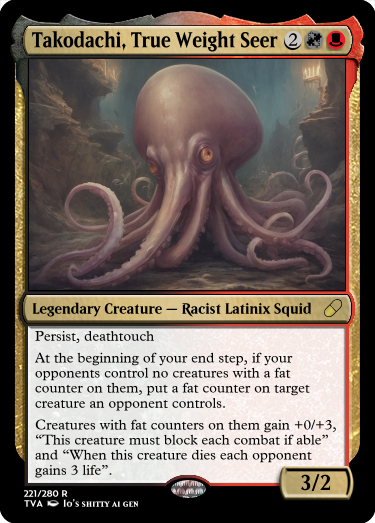 Takodachi, True Weight Seer 2
Legendary Creature — Racist Latinix Squid
Persist, deathtouch
At the beginning of your end step, if your
opponents control no creatures with a fat
counter on them, put a fat counter on target
creature an opponent controls.
Creatures with fat counters on them gain +0/+3,
“This creature must block each combat if able”
and “When this creature dies each opponent
gains 3 life”.
3/2
221/280 R
TVA Io's shitty ai gen